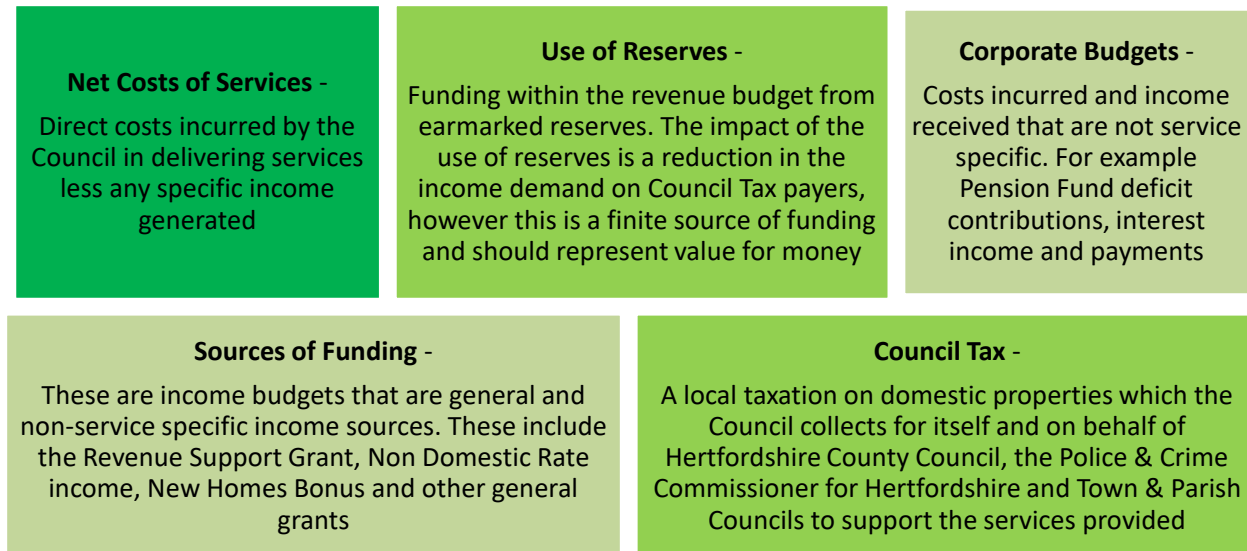 Net Costs of Services -
Direct costs incurred by the
Council in delivering services
less any specific income
generated
Use of Reserves -
Funding within the revenue budget from
earmarked reserves. The impact of the
use of reserves is a reduction in the
income demand on Council Tax payers,
however this is a finite source of funding
and should represent value for money
Corporate Budgets -
Costs incurred and income
received that are not service
specific. For example
Pension Fund deficit
contributions, interest
income and payments
Sources of Funding -
These are income budgets that are general and
non-service specific income sources. These include
the Revenue Support Grant, Non Domestic Rate
income, New Homes Bonus and other general
grants
Council Tax -
A local taxation on domestic properties which the
Council collects for itself and on behalf of
Hertfordshire County Council, the Police & Crime
Commissioner for Hertfordshire and Town & Parish
Councils to support the services provided